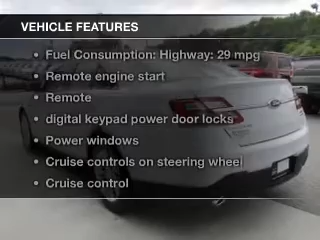 VEHICLE FEATURES
• Fuel Consumption: Highway: 29 mpg
• Remote engine start
• Remote
• digital keypad power door locks
• Power windows
• Cruise controls on steering wheel
• Cruise control